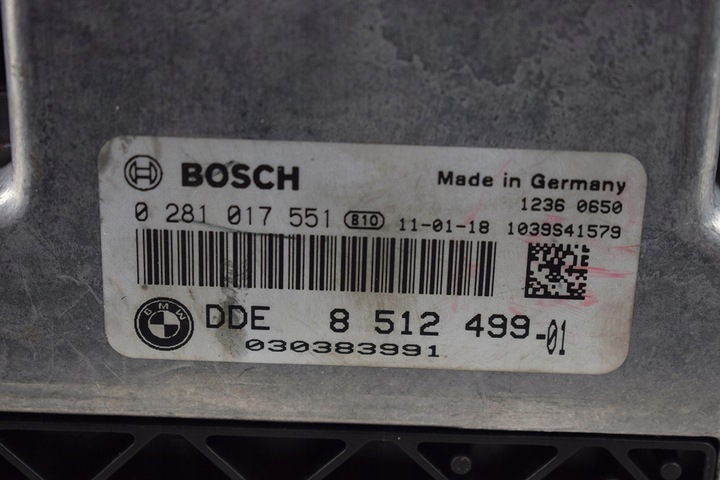 BOSCH Made in Germany
1236 0650
0 281 017 551 810 11-01-18 1039S41579
BMW DDE 8 512 499-01
030383991